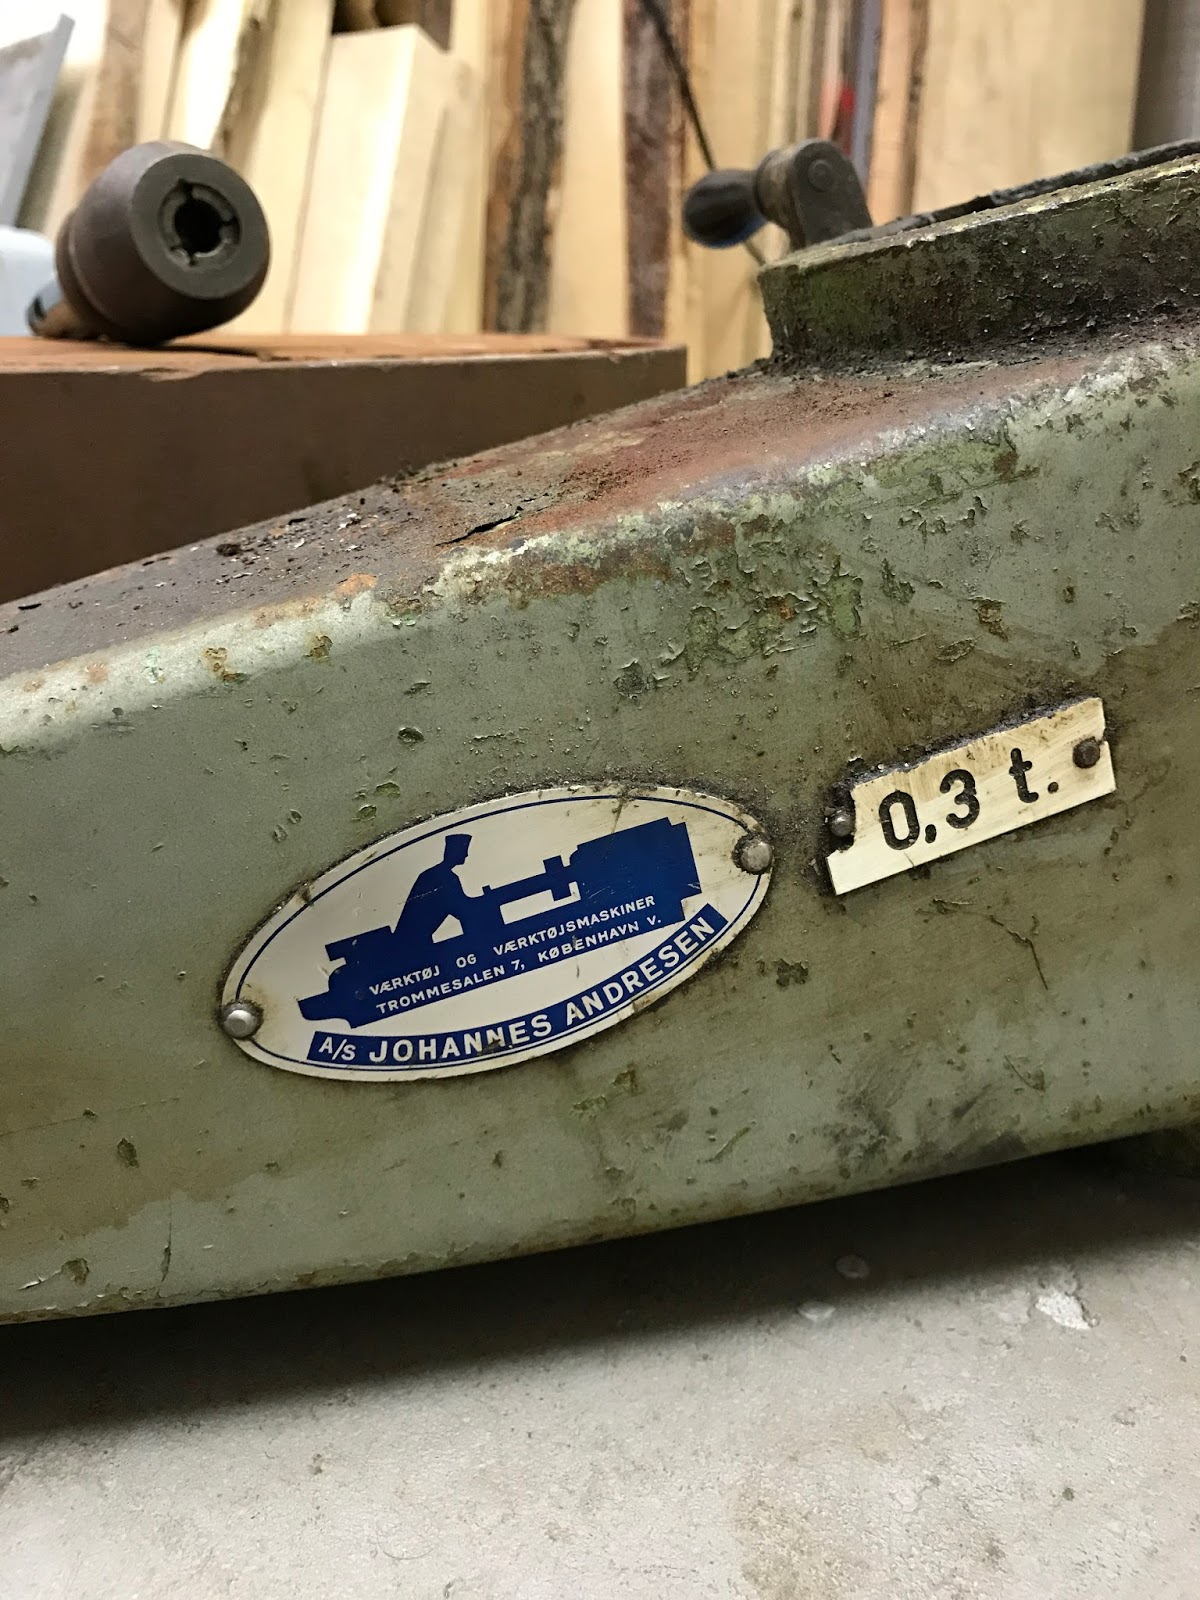 VÆRKTØJ OG VÆRKTØJSMASKINER
TROMMESALEN 7, KØBENHAVN V.
A/S JOHANNES ANDRESEN
0,3 t.